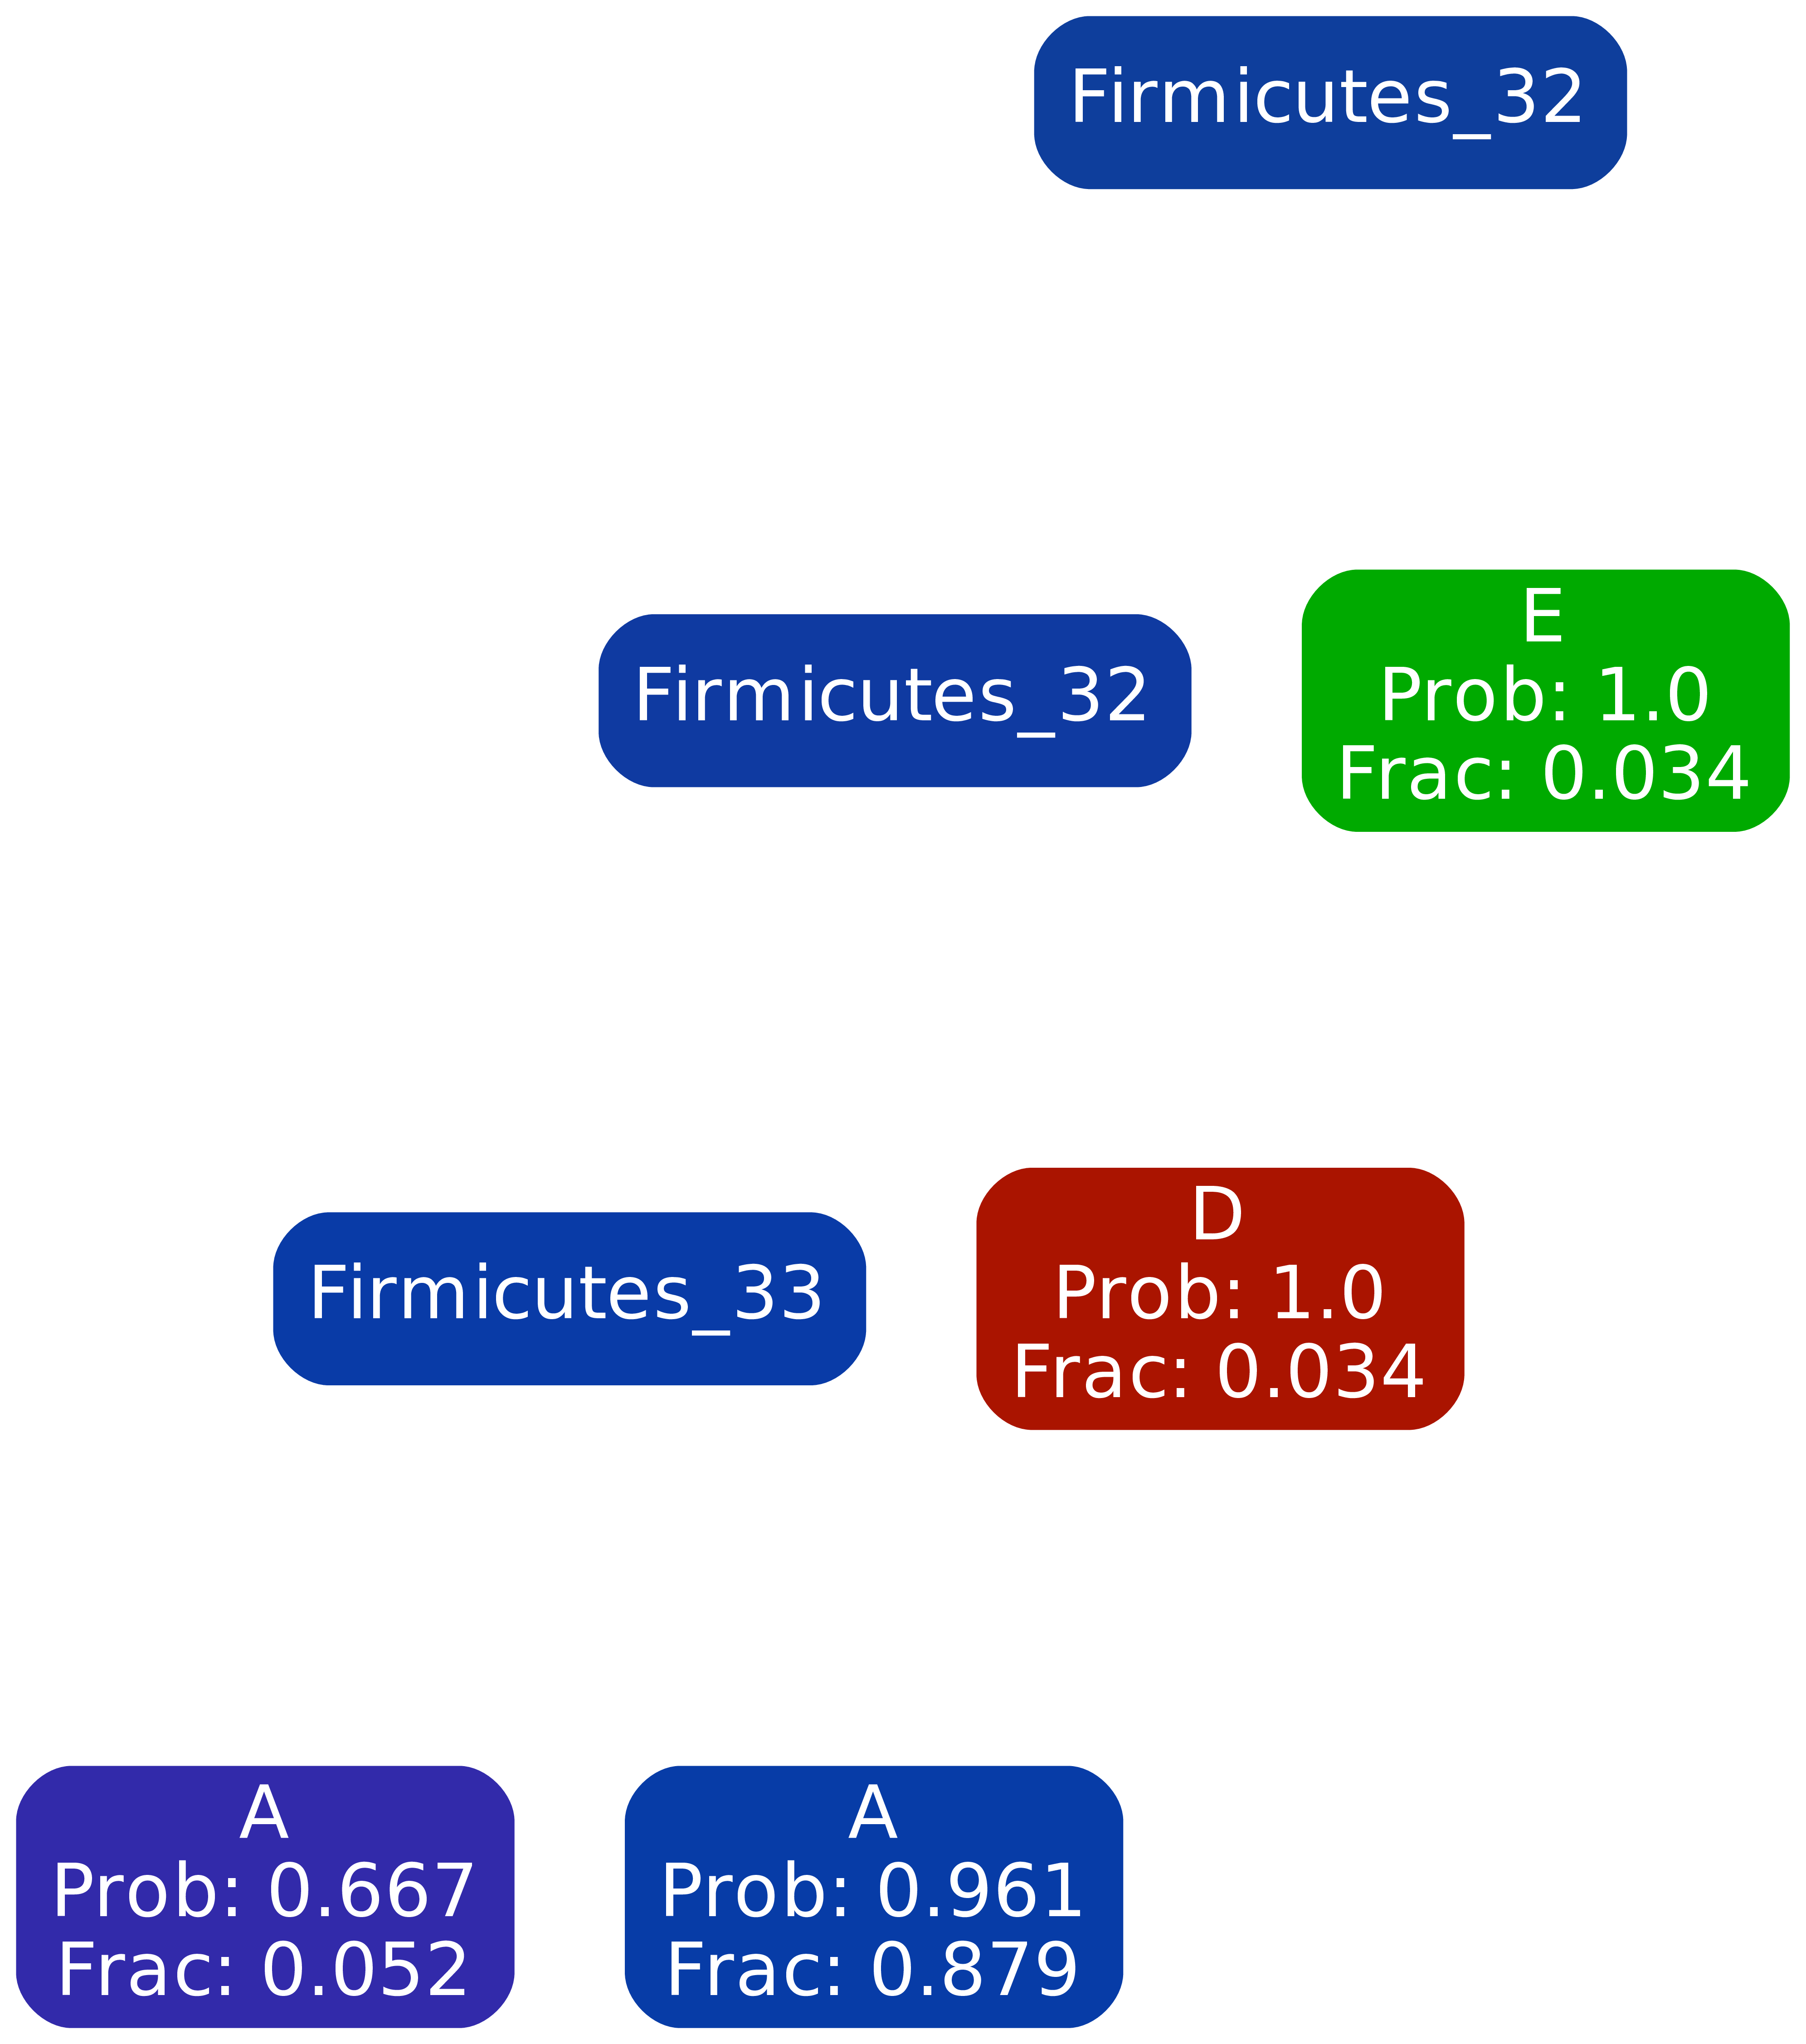 Firmicutes_32
Firmicutes_32
E
Prob: 1.0
Frac: 0.034
Firmicutes_33
D
Prob: 1.0
Frac: 0.034
A
Prob: 0.667
Frac: 0.052
A
Prob: 0.961
Frac: 0.879